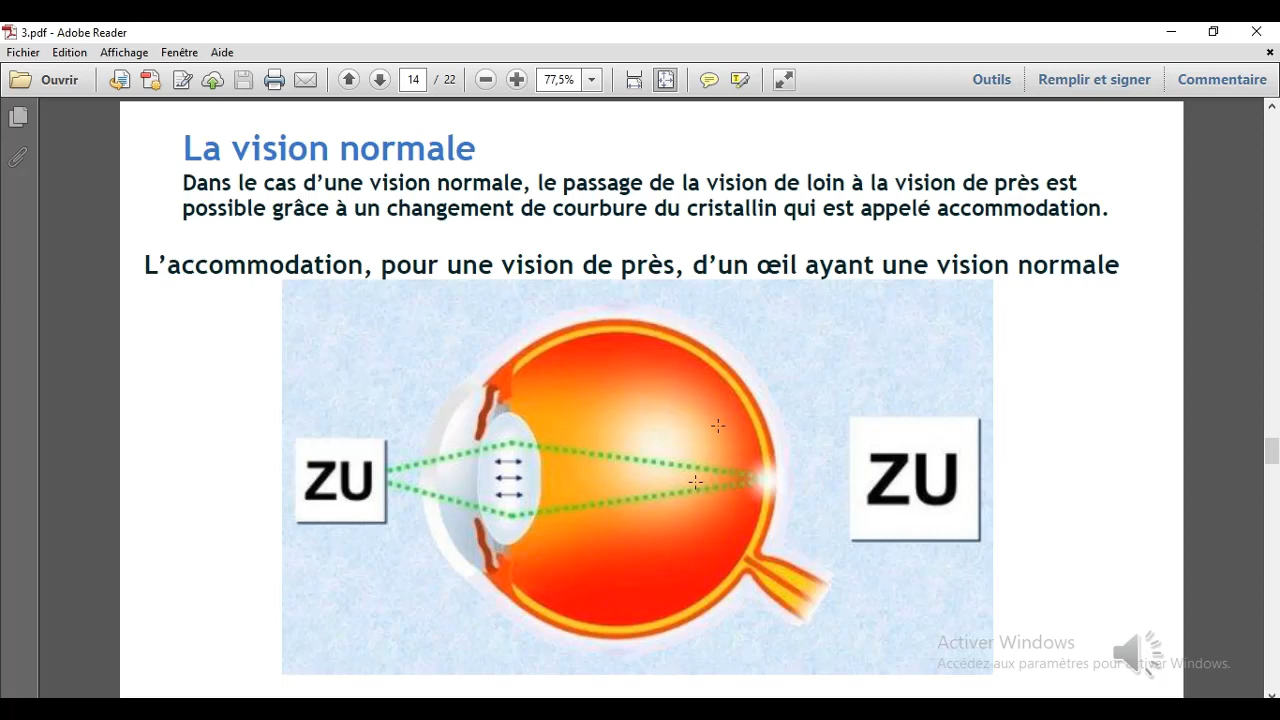 3.pdf - Adobe Reader
Fichier Edition Affichage Fenêtre Aide
Ouvrir 14 / 22 77,5% Outils Remplir et signer Commentaire
La vision normale
Dans le cas d’une vision normale, le passage de la vision de loin à la vision de près est
possible grâce à un changement de courbure du cristallin qui est appelé accommodation.
L’accommodation, pour une vision de près, d’un œil ayant une vision normale
ZU
ZU
Activer Windows
Accédez aux paramètres pour activer Windows.